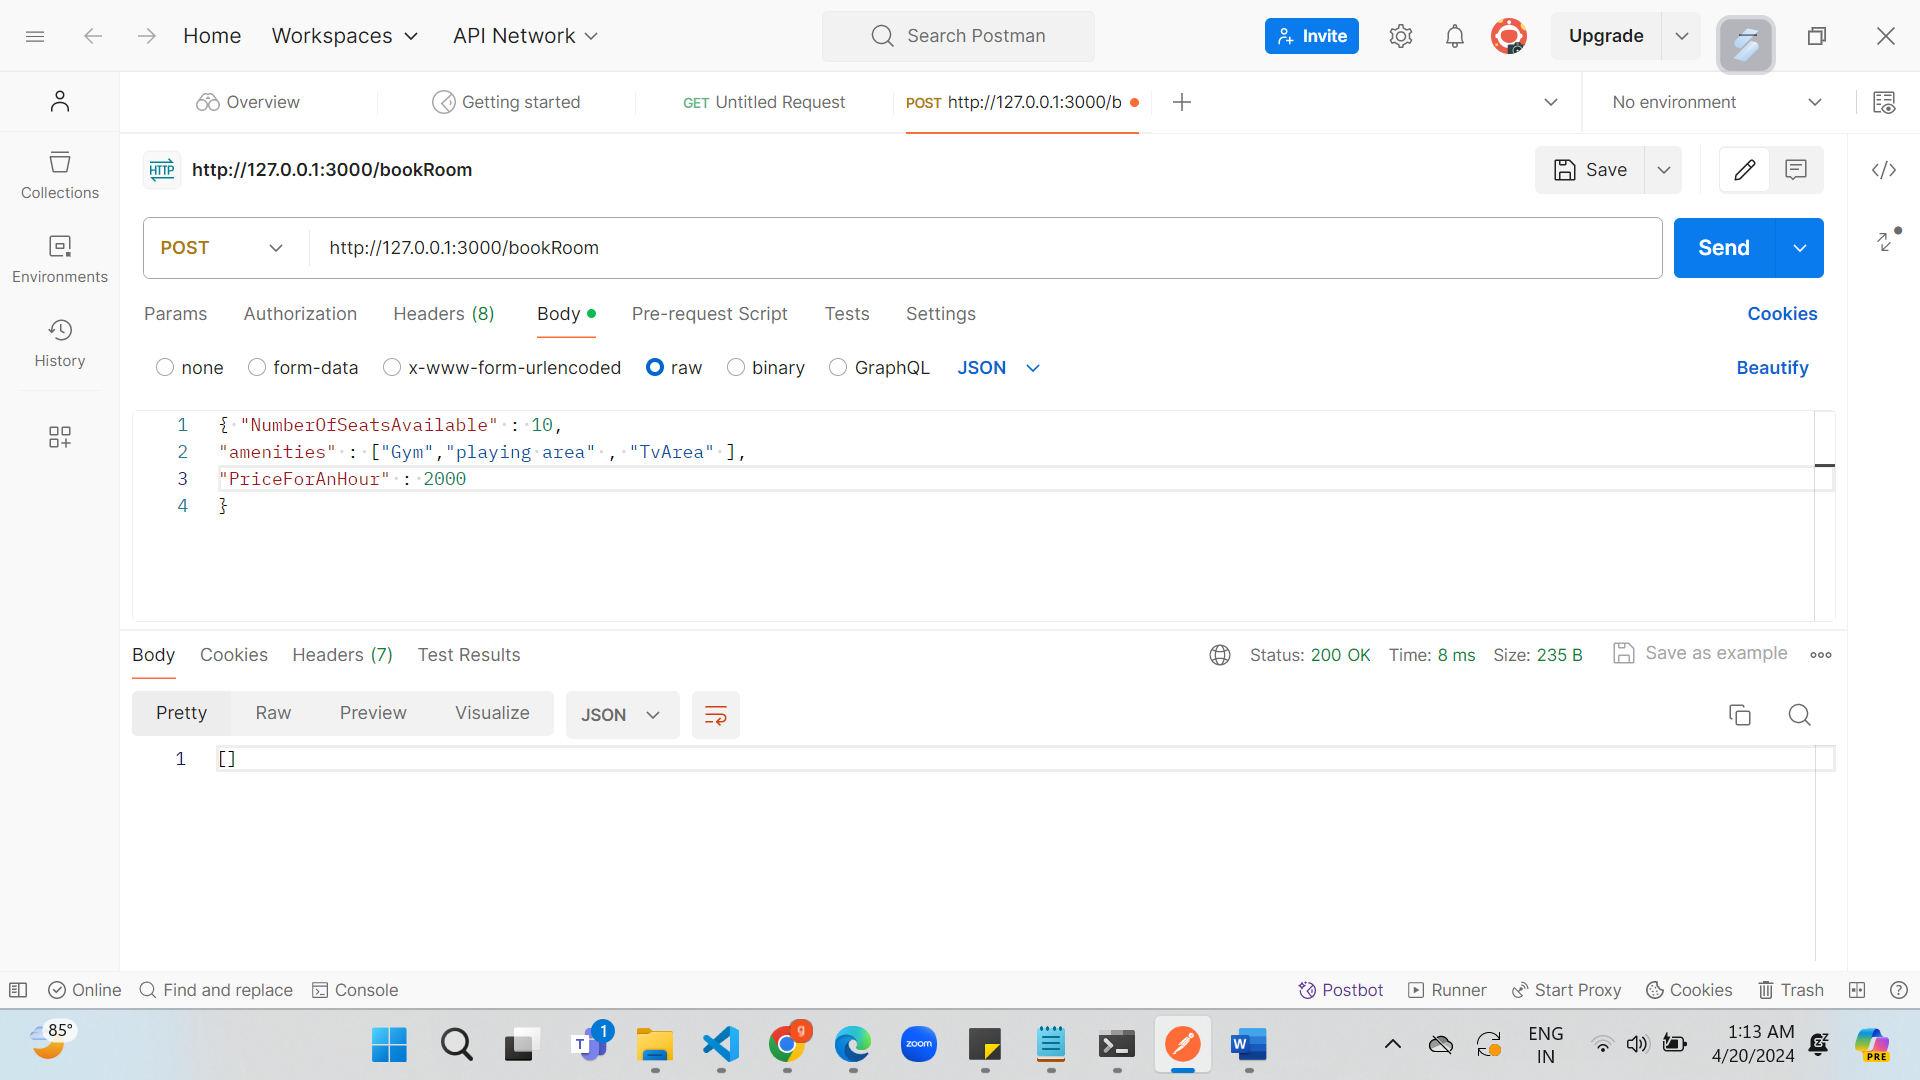 Home Workspaces API Network Search Postman Invite Upgrade
Overview Getting started GET Untitled Request POST http://127.0.0.1:3000/b No environment
HTTP http://127.0.0.1:3000/bookRoom Save
POST http://127.0.0.1:3000/bookRoom Send
Collections
Environments
History
Params Authorization Headers (8) Body Pre-request Script Tests Settings Cookies
none form-data x-www-form-urlencoded raw binary GraphQL JSON Beautify
1 { "NumberOfSeatsAvailable" : 10,
2 "amenities" : ["Gym","playing area" , "TvArea" ],
3 "PriceForAnHour" : 2000
4 }
Body Cookies Headers (7) Test Results Status: 200 OK Time: 8 ms Size: 235 B Save as example
Pretty Raw Preview Visualize JSON
1 []
Online Find and replace Console Postbot Runner Start Proxy Cookies Trash
85° T 1 g zoom W ENG 1:13 AM PRE
IN 4/20/2024